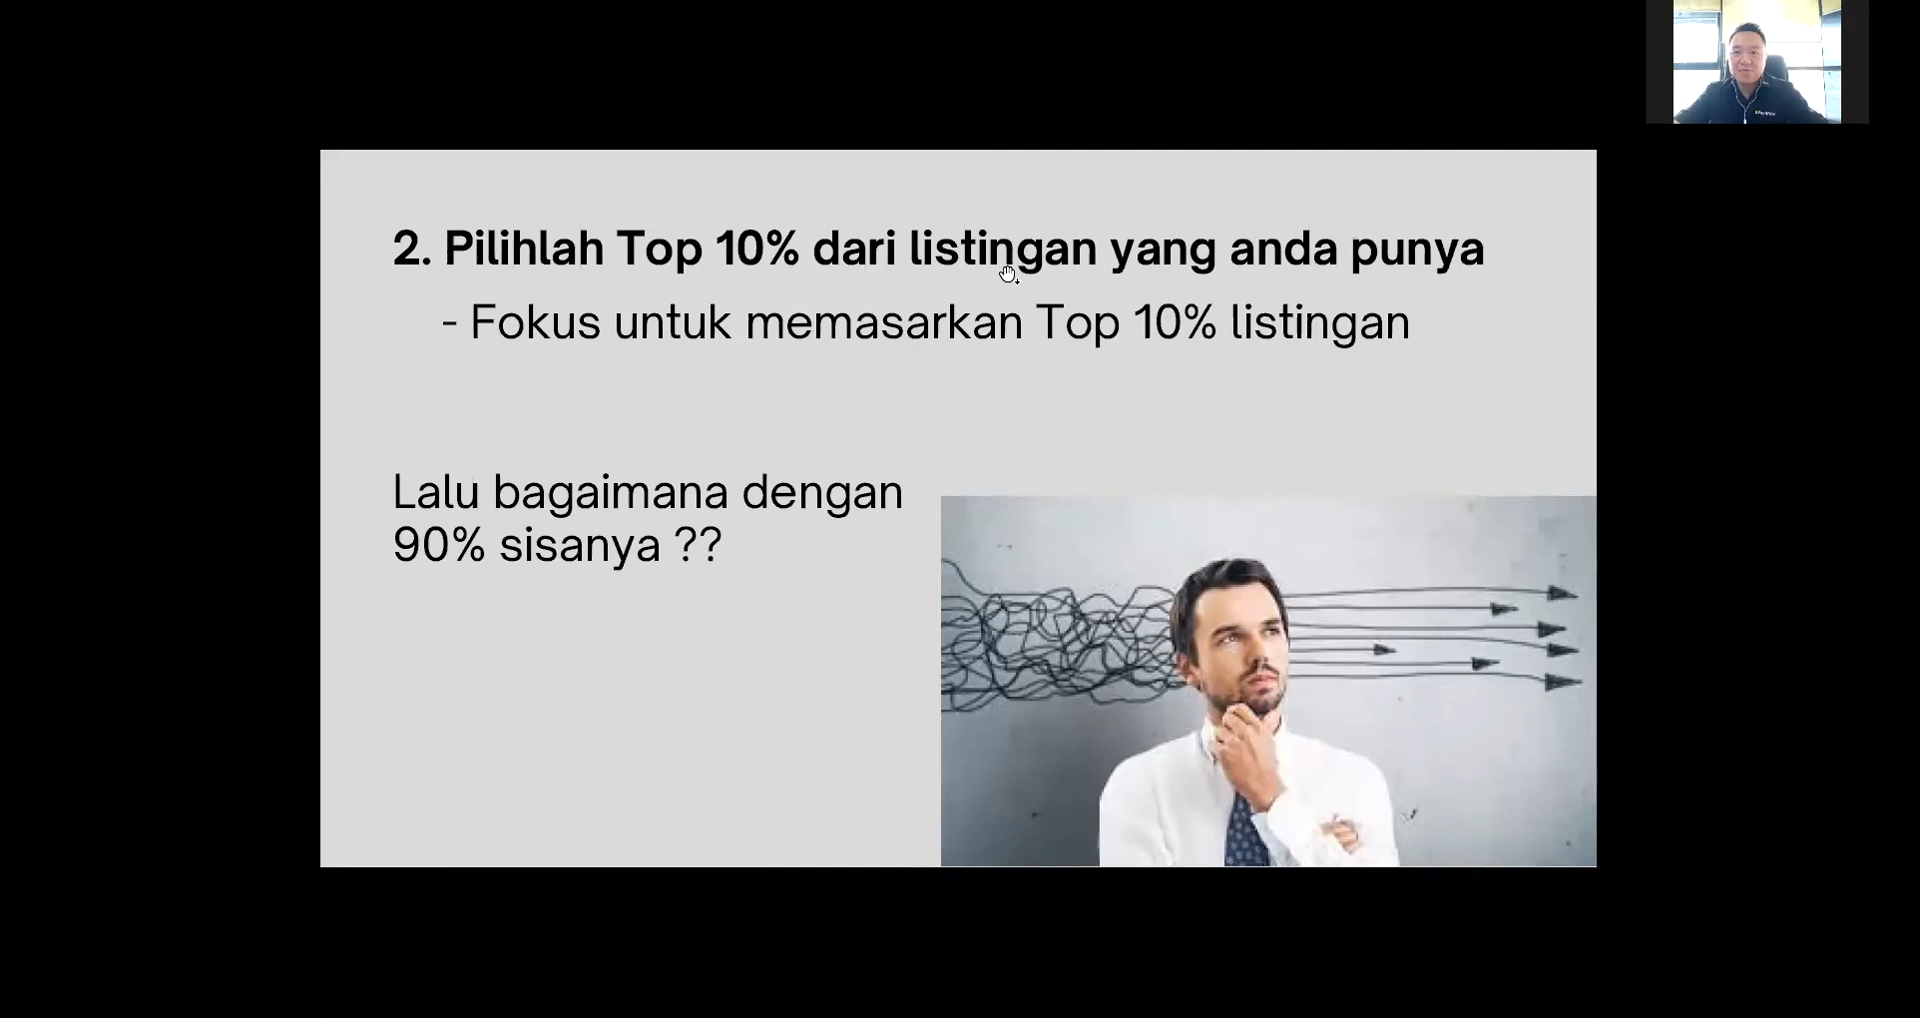 2. Pilihlah Top 10% dari listingan yang anda punya
- Fokus untuk memasarkan Top 10% listingan
Lalu bagaimana dengan
90% sisanya ??